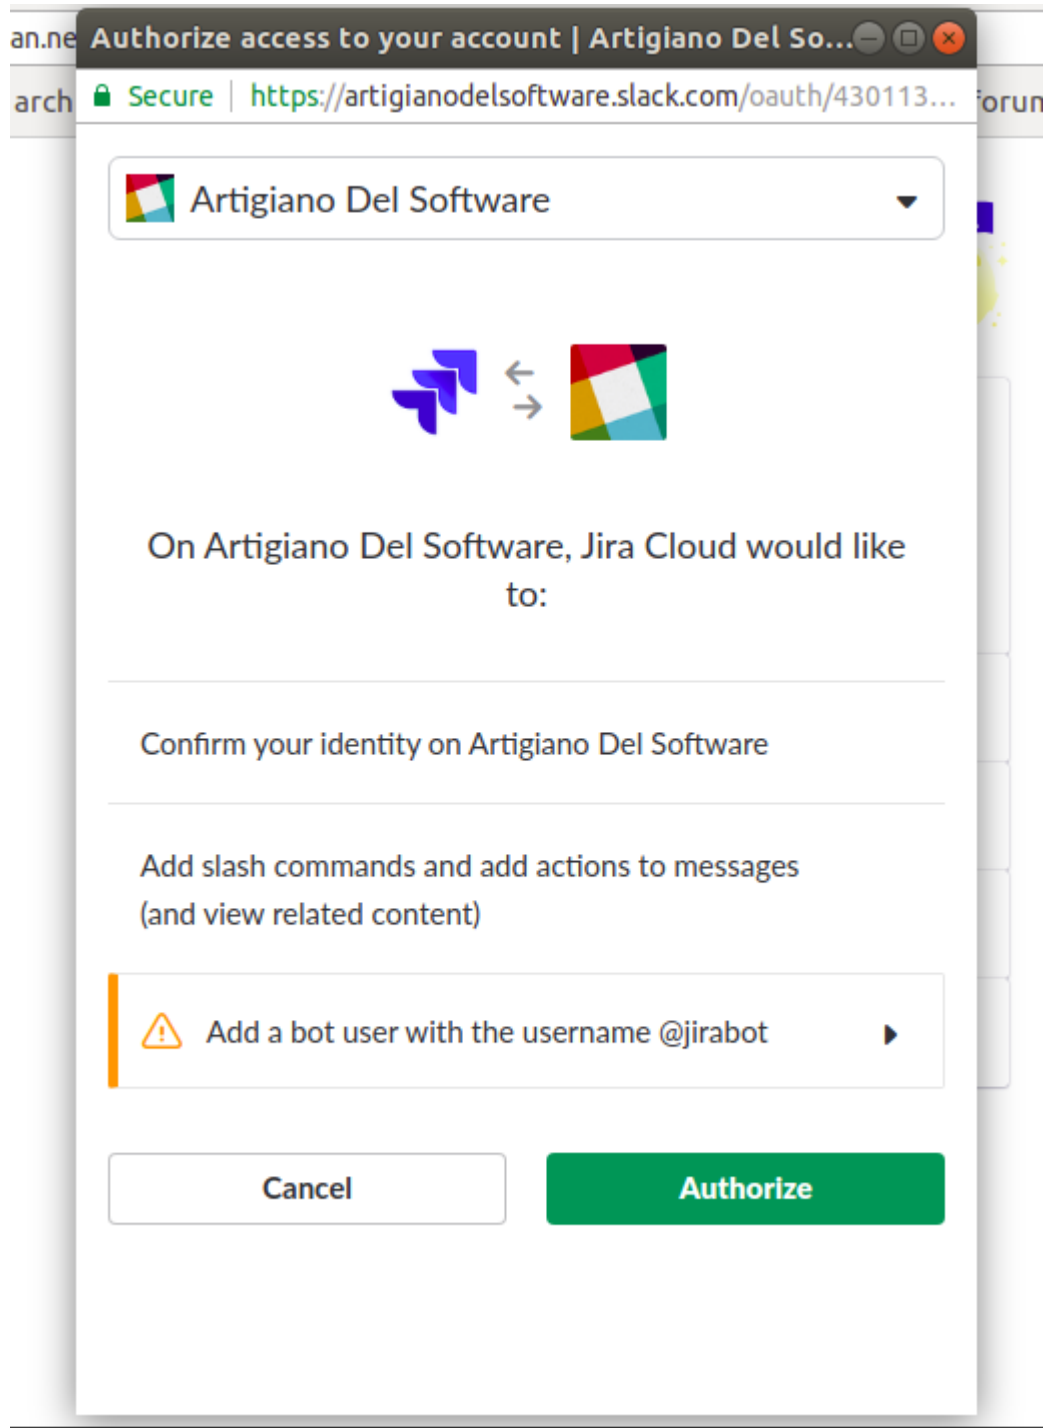 an.ne
Authorize access to your account | Artigiano Del So...
arch
Secure | https://artigianodelsoftware.slack.com/oauth/430113...
forum
Artigiano Del Software
On Artigiano Del Software, Jira Cloud would like
to:
Confirm your identity on Artigiano Del Software
Add slash commands and add actions to messages
(and view related content)
Add a bot user with the username @jirabot
Cancel
Authorize